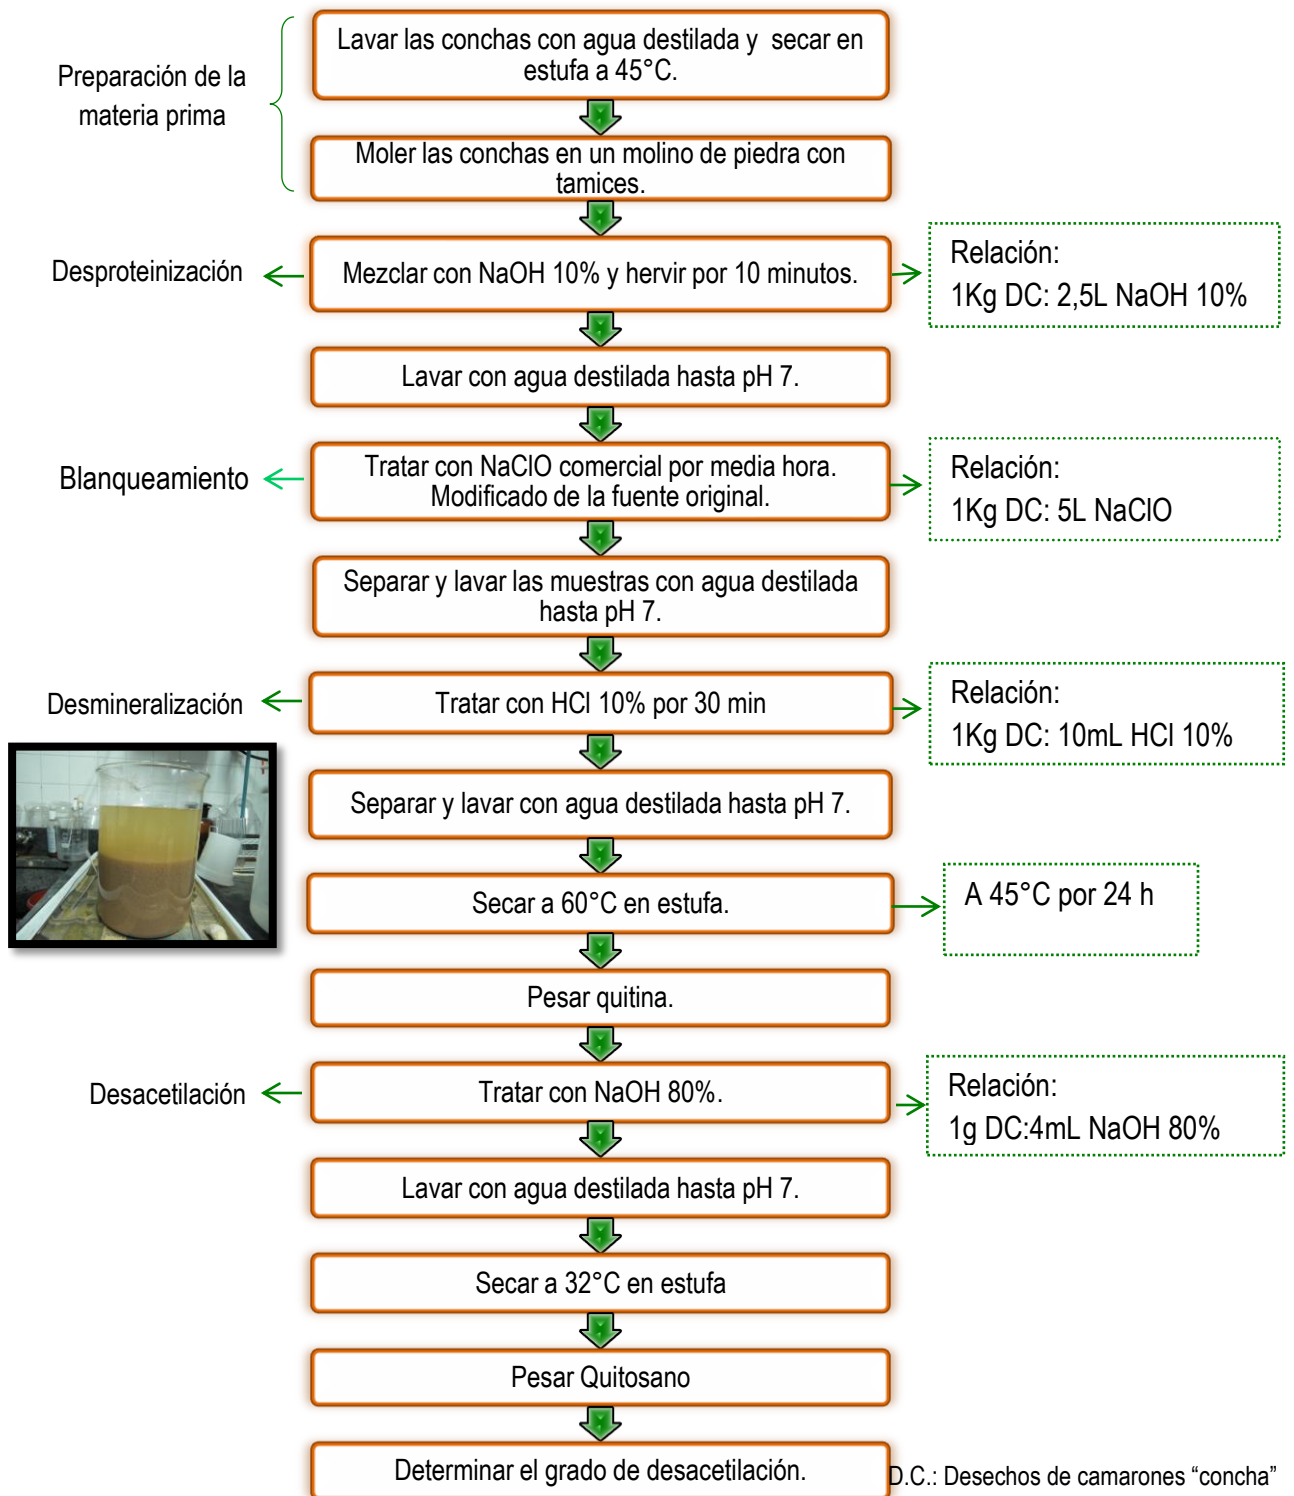 Lavar las conchas con agua destilada y secar en
estufa a 45°C.
Preparación de la
materia prima
Moler las conchas en un molino de piedra con
tamices.
Desproteinización
Mezclar con NaOH 10% y hervir por 10 minutos.
Relación:
1Kg DC: 2,5L NaOH 10%
Lavar con agua destilada hasta pH 7.
Blanqueamiento
Tratar con NaClO comercial por media hora.
Modificado de la fuente original.
Relación:
1Kg DC: 5L NaClO
Separar y lavar las muestras con agua destilada
hasta pH 7.
Desmineralización
Tratar con HCl 10% por 30 min
Relación:
1Kg DC: 10mL HCl 10%
Separar y lavar con agua destilada hasta pH 7.
Secar a 60°C en estufa.
A 45°C por 24 h
Pesar quitina.
Desacetilación
Tratar con NaOH 80%.
Relación:
1g DC:4mL NaOH 80%
Lavar con agua destilada hasta pH 7.
Secar a 32°C en estufa
Pesar Quitosano
Determinar el grado de desacetilación.
D.C.: Desechos de camarones “concha”